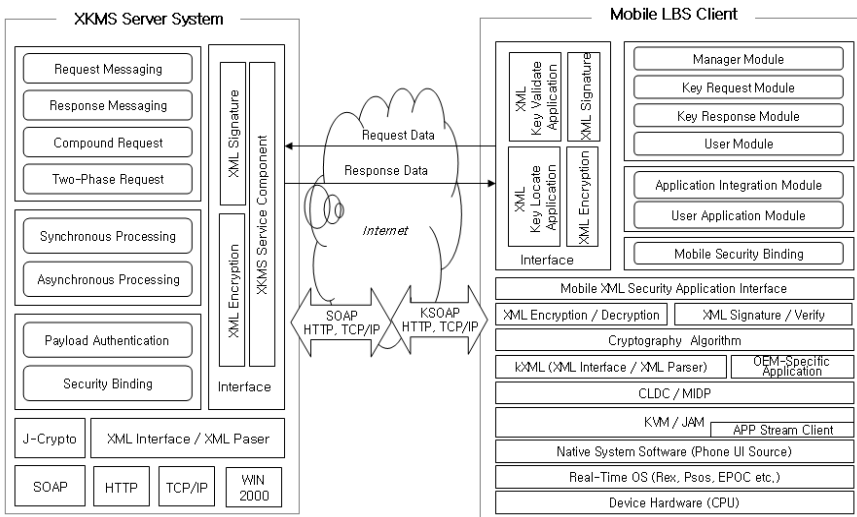 XKMS Server System
Request Messaging
Response Messaging
Compound Request
Two-Phase Request
Synchronous Processing
Asynchronous Processing
Payload Authentication
Security Binding
XML Signature
XML Encryption
XKMS Service Component
Interface
J-Crypto
XML Interface / XML Paser
SOAP
HTTP
TCP/IP
WIN
2000
Request Data
Response Data
Internet
SOAP
HTTP, TCP/IP
KSOAP
HTTP, TCP/IP
Mobile LBS Client
XML
Key Validate
Application
XML Signature
XML
Key Locate
Application
XML Encryption
Interface
Manager Module
Key Request Module
Key Response Module
User Module
Application Integration Module
User Application Module
Mobile Security Binding
Mobile XML Security Application Interface
XML Encryption / Decryption
XML Signature / Verify
Cryptography Algorithm
kXML (XML Interface / XML Parser)
OEM-Specific
Application
CLDC / MIDP
KVM / JAM
APP Stream Client
Native System Software (Phone UI Source)
Real-Time OS (Rex, Psos, EPOC etc,)
Device Hardware (CPU)